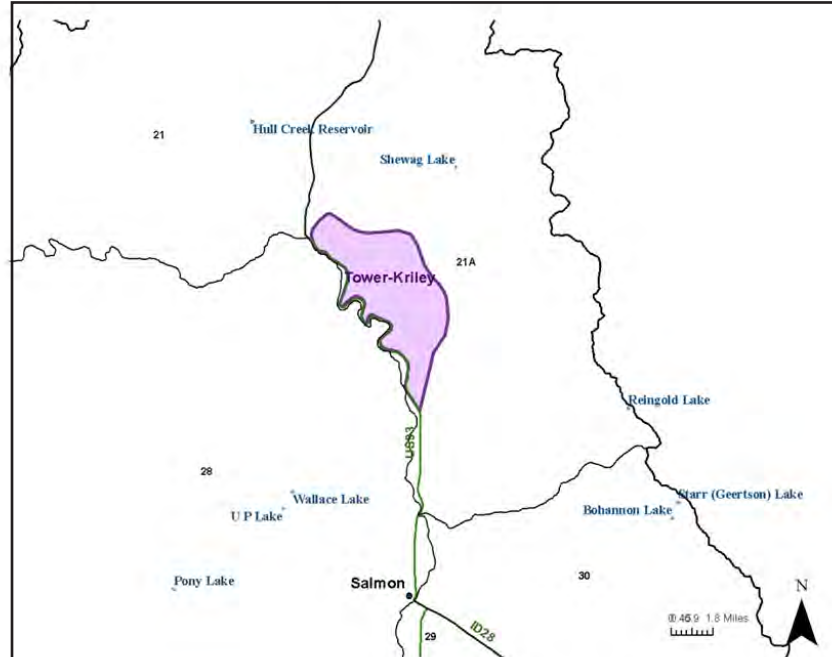 21
Hull Creek Reservoir
Shewag Lake
21A
Tower-Kriley
Reingold Lake
US93
28
Wallace Lake
U P Lake
Starr (Geertson) Lake
Bohannon Lake
Pony Lake
Salmon
30
N
1.8 Miles
ID28
29